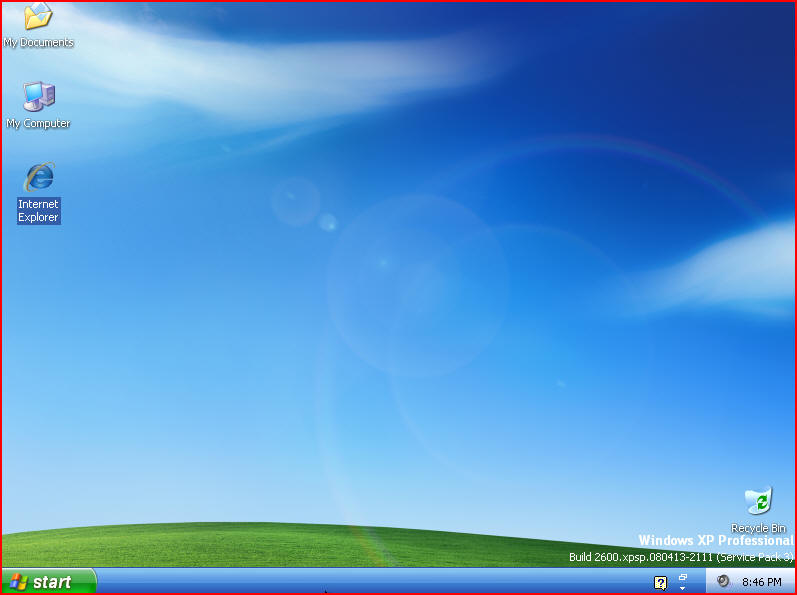 My Documents
My Computer
Internet
Explorer
Recycle Bin
Windows XP Professional
Build 2600.xpsp.080413-2111 (Service Pack 3)
start
?
8:46 PM